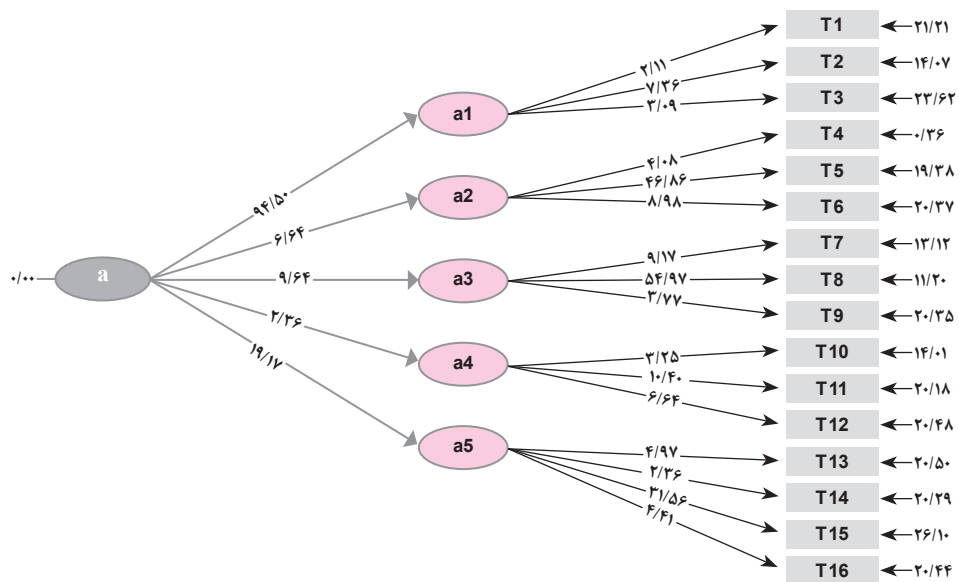 T1 ۲۱/۲۱
۲/۱۱
T2 ۱۴/۰۷
۷/۳۶
T3 ۲۳/۶۲
۳/۰۹
a1
T4 ۰/۳۶
۴/۰۸
T5 ۱۹/۳۸
۴۶/۸۶
a2
T6 ۲۰/۳۷
۸/۹۸
۹۴/۵۰
۶/۶۴
T7 ۱۳/۱۲
۹/۱۷
a
۰/۰۰
۹/۶۴
a3
۵۴/۹۷
T8 ۱۱/۲۰
۳/۷۷
T9 ۲۰/۳۵
۲/۳۶
T10 ۱۴/۰۱
۳/۲۵
۱۹/۱۷
a4
۱۰/۴۰
T11 ۲۰/۱۸
۶/۶۴
T12 ۲۰/۴۸
a5
۴/۹۷
T13 ۲۰/۵۰
۲/۳۶
T14 ۲۰/۲۹
۳۱/۵۶
T15 ۲۶/۱۰
۴/۴۱
T16 ۲۰/۴۴